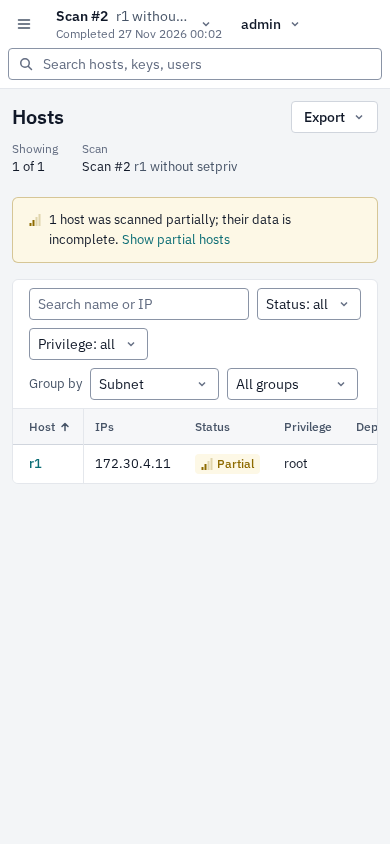 Scan #2 r1 withou...
Completed 27 Nov 2026 00:02
admin
Search hosts, keys, users
Hosts
Export
Showing
1 of 1
Scan
Scan #2 r1 without setpriv
1 host was scanned partially; their data is
incomplete. Show partial hosts
Search name or IP
Status: all
Privilege: all
Group by
Subnet
All groups
Host ↑ IPs Status Privilege Dep
r1 172.30.4.11 Partial root